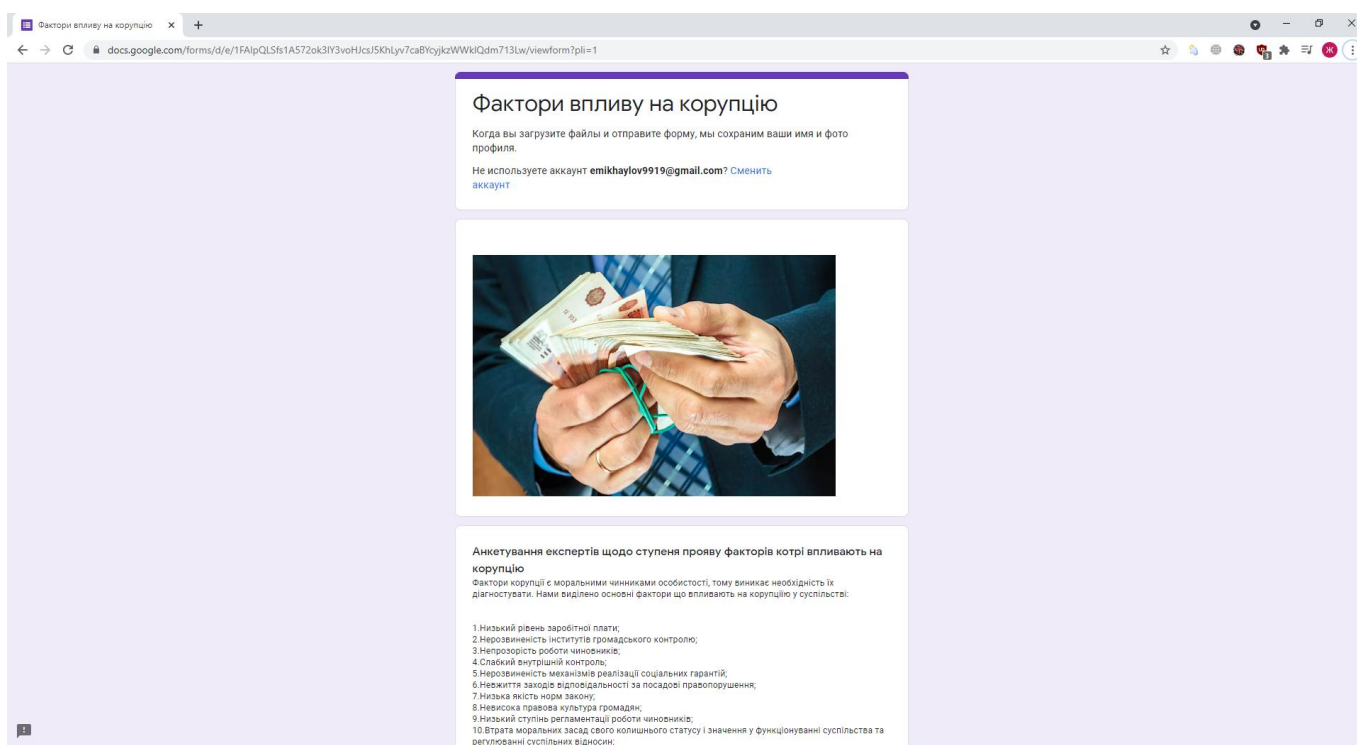 Фактори впливу на корупцію
docs.google.com/forms/d/e/1FAIpQLSfs1A572ok3IY3voHJcsJ5KhLyv7caBYcyjkzWWklQdm713Lw/viewform?pli=1
Ж
3
Фактори впливу на корупцію
Когда вы загрузите файлы и отправите форму, мы сохраним ваши имя и фото
профиля.
Не используете аккаунт emikhaylov9919@gmail.com? Сменить
аккаунт
Анкетування експертів щодо ступеня прояву факторів котрі впливають на
корупцію
Фактори корупції є моральними чинниками особистості, тому виникає необхідність їх
діагностувати. Нами виділено основні фактори що впливають на корупціію у суспільстві:
1.Низький рівень заробітної плати;
2.Нерозвиненість інститутів громадського контролю;
3.Непрозорість роботи чиновників;
4.Слабкий внутрішній контроль;
5.Нерозвиненість механізмів реалізації соціальних гарантій;
6.Невжиття заходів відповідальності за посадові правопорушення;
7.Низька якість норм закону;
8.Невисока правова культура громадян;
9.Низький ступінь регламентації роботи чиновників;
10.Втрата моральних засад свого колишнього статусу і значення у функціонуванні суспільства та
регулюванні суспільних відносин;